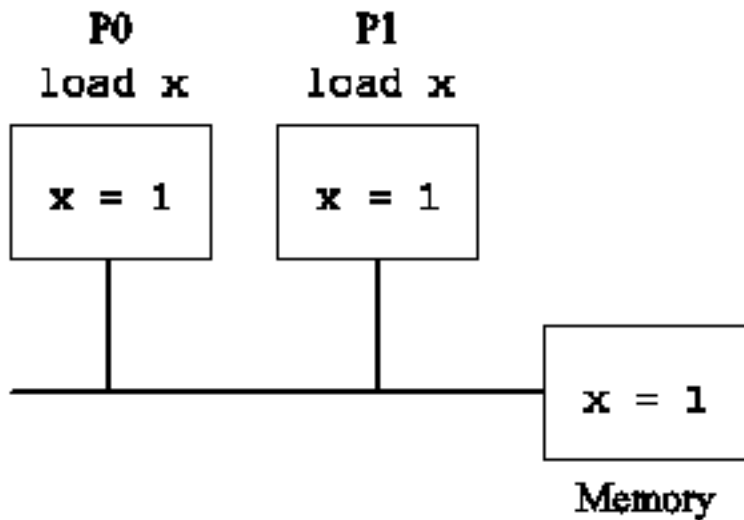 P0
load x
x = 1
P1
load x
x = 1
x = 1
Memory